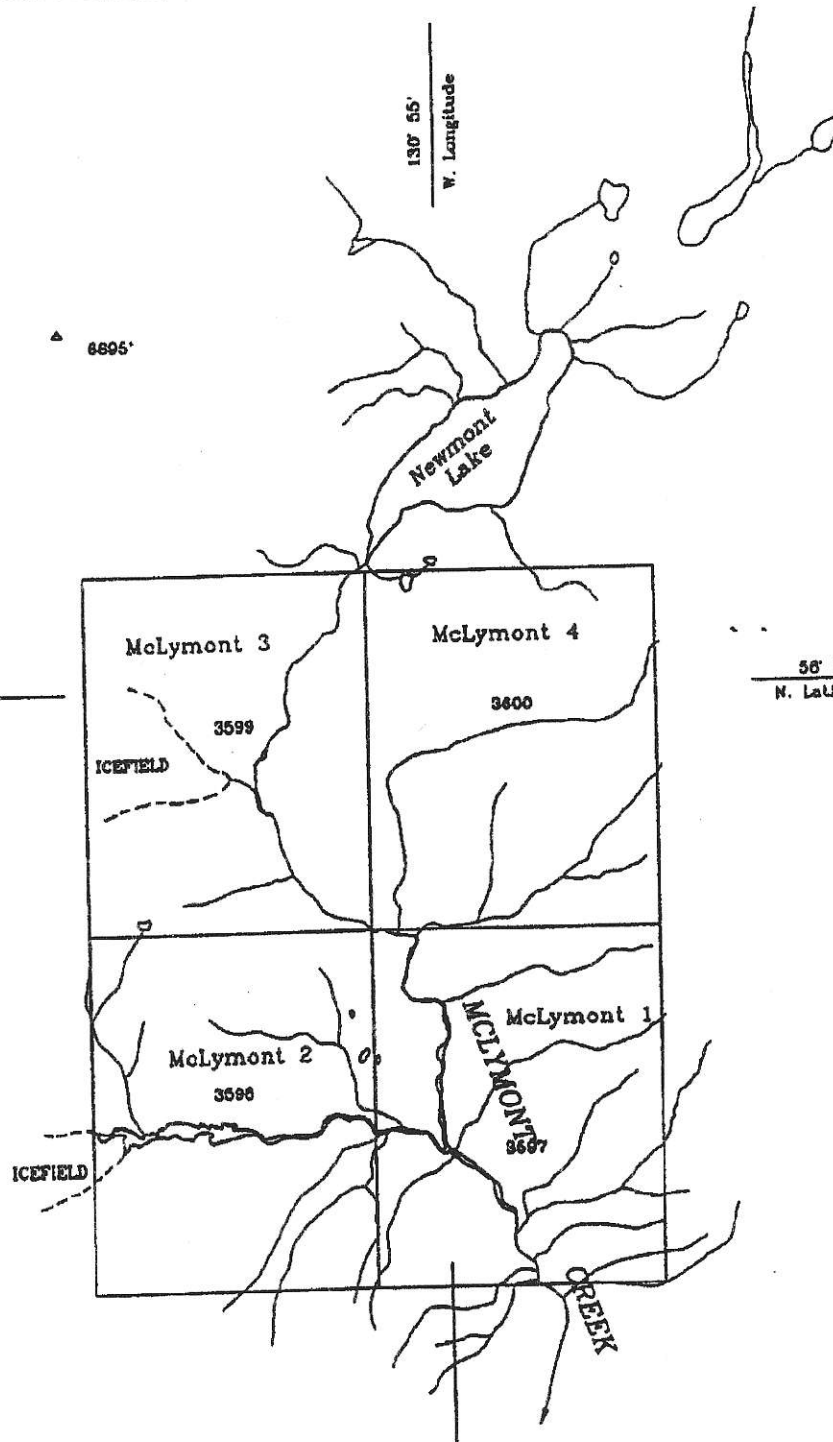 130° 55'
W. Longitude
6695'
Newmont
Lake
McLymont 3
McLymont 4
56°
3599
3600
ICEFIELD
McLymont 1
McLymont 2
MCLYMONT
3598
3597
ICEFIELD
CREEK